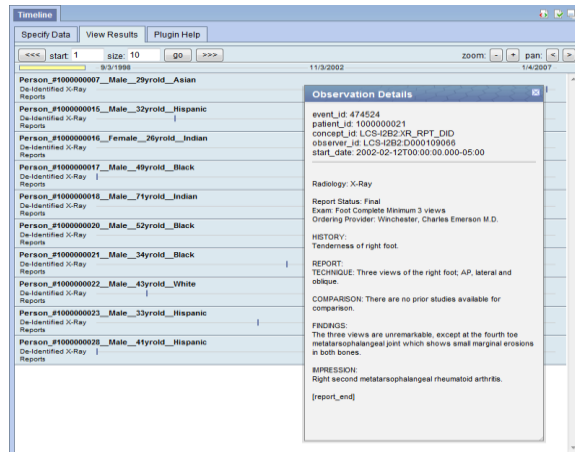 Timeline
Specify Data View Results Plugin Help
<<< start: 1 size: 10 go >>> zoom: - + pan: < >
9/3/1998 11/3/2002 1/4/2007
Person_#1000000007__Male__29yrold__Asian
De-Identified X-Ray
Reports
Person_#1000000015__Male__32yrold__Hispanic
De-Identified X-Ray
Reports
Person_#1000000016__Female__26yrold__Indian
De-Identified X-Ray
Reports
Person_#1000000017__Male__49yrold__Black
De-Identified X-Ray
Reports
Person_#1000000018__Male__71yrold__Indian
De-Identified X-Ray
Reports
Person_#1000000020__Male__52yrold__Black
De-Identified X-Ray
Reports
Person_#1000000021__Male__34yrold__Black
De-Identified X-Ray
Reports
Person_#1000000022__Male__43yrold__White
De-Identified X-Ray
Reports
Person_#1000000023__Male__33yrold__Hispanic
De-Identified X-Ray
Reports
Person_#1000000028__Male__41yrold__Hispanic
De-Identified X-Ray
Reports
Observation Details
event_id: 474524
patient_id: 1000000021
concept_id: LCS-I2B2:XR_RPT_DID
observer_id: LCS-I2B2:D000109066
start_date: 2002-02-12T00:00:00.000-05:00
Radiology: X-Ray
Report Status: Final
Exam: Foot Complete Minimum 3 views
Ordering Provider: Winchester, Charles Emerson M.D.
HISTORY:
Tenderness of right foot.
REPORT:
TECHNIQUE: Three views of the right foot; AP, lateral and
oblique.
COMPARISON: There are no prior studies available for
comparison.
FINDINGS:
The three views are unremarkable, except at the fourth toe
metatarsophalangeal joint which shows small marginal erosions
in both bones.
IMPRESSION:
Right second metatarsophalangeal rheumatoid arthritis.
[report_end]